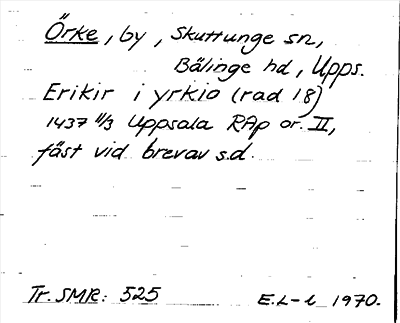 Örke, by, Skuttunge sn,
Bälinge hd, Upps.
Erikir i yrkio (rad 18)
1437 11/3 Uppsala RAp or. II,
fäst vid brevav s.d.
Tr. SMR: 525 E.L-l 1970.